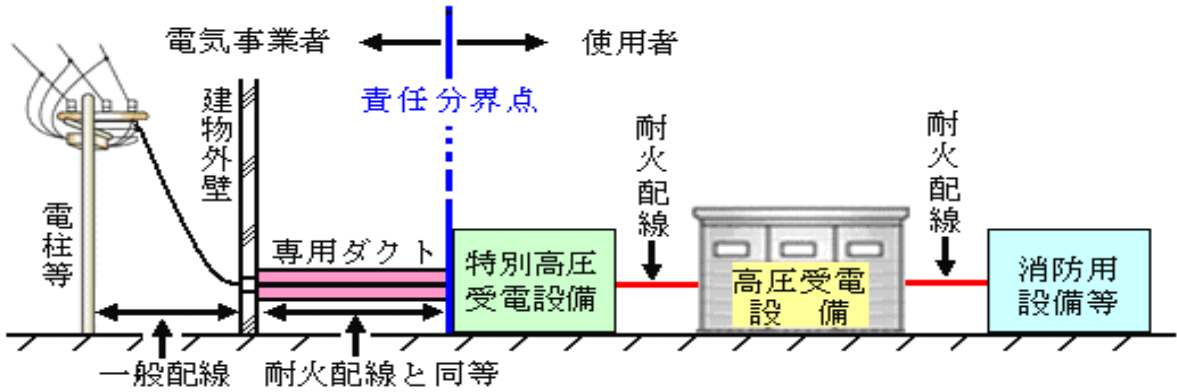 電気事業者
使用者
責任分界点
建物外壁
電柱等
専用ダクト
特別高圧
受電設備
耐火配線
高圧受電
設備
耐火配線
消防用
設備等
一般配線
耐火配線と同等